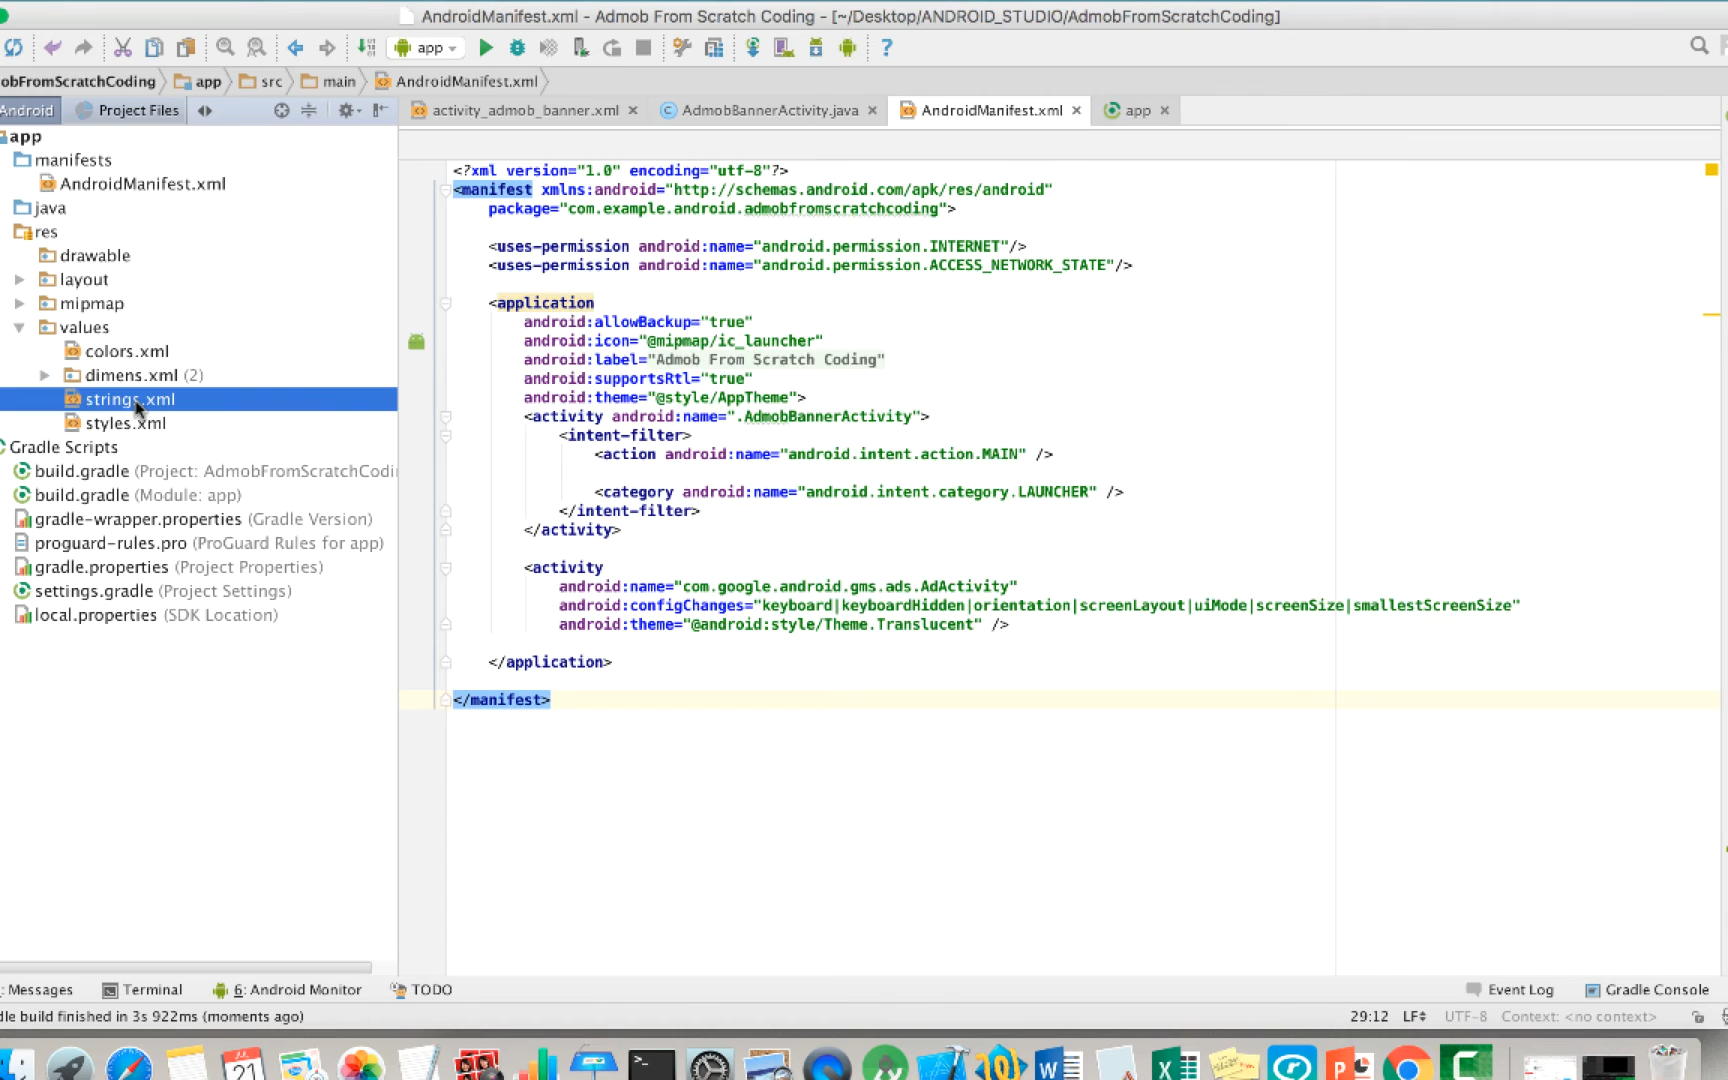 AndroidManifest.xml - Admob From Scratch Coding - [~/Desktop/ANDROID_STUDIO/AdmobFromScratchCoding]
app
?
obFromScratchCoding
app
src
main
AndroidManifest.xml
Android
Project Files
activity_admob_banner.xml
AdmobBannerActivity.java
AndroidManifest.xml
app
app
manifests
AndroidManifest.xml
java
res
drawable
layout
mipmap
values
colors.xml
dimens.xml (2)
strings.xml
styles.xml
Gradle Scripts
build.gradle (Project: AdmobFromScratchCodi
build.gradle (Module: app)
gradle-wrapper.properties (Gradle Version)
proguard-rules.pro (ProGuard Rules for app)
gradle.properties (Project Properties)
settings.gradle (Project Settings)
local.properties (SDK Location)
<?xml version="1.0" encoding="utf-8"?>
<manifest xmlns:android="http://schemas.android.com/apk/res/android"
package="com.example.android.admobfromscratchcoding">
<uses-permission android:name="android.permission.INTERNET"/>
<uses-permission android:name="android.permission.ACCESS_NETWORK_STATE"/>
<application
android:allowBackup="true"
android:icon="@mipmap/ic_launcher"
android:label="Admob From Scratch Coding"
android:supportsRtl="true"
android:theme="@style/AppTheme">
<activity android:name=".AdmobBannerActivity">
<intent-filter>
<action android:name="android.intent.action.MAIN" />
<category android:name="android.intent.category.LAUNCHER" />
</intent-filter>
</activity>
<activity
android:name="com.google.android.gms.ads.AdActivity"
android:configChanges="keyboard|keyboardHidden|orientation|screenLayout|uiMode|screenSize|smallestScreenSize"
android:theme="@android:style/Theme.Translucent" />
</application>
</manifest>
: Messages
Terminal
6: Android Monitor
TODO
Event Log
Gradle Console
dle build finished in 3s 922ms (moments ago)
29:12
LF
UTF-8
Context: <no context>
21